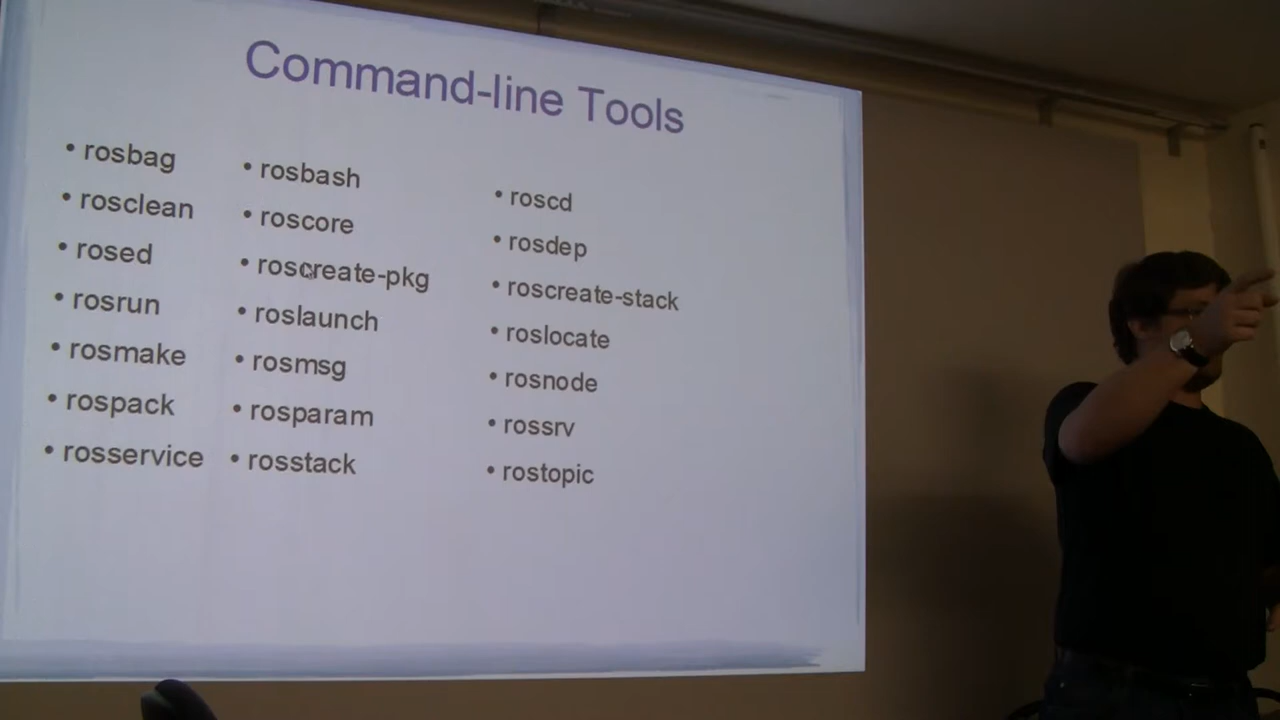 Command-line Tools
• rosbag
• rosclean
• rosed
• rosrun
• rosmake
• rospack
• rosservice
• rosbash
• roscore
• roscreate-pkg
• roslaunch
• rosmsg
• rosparam
• rosstack
• roscd
• rosdep
• roscreate-stack
• roslocate
• rosnode
• rossrv
• rostopic